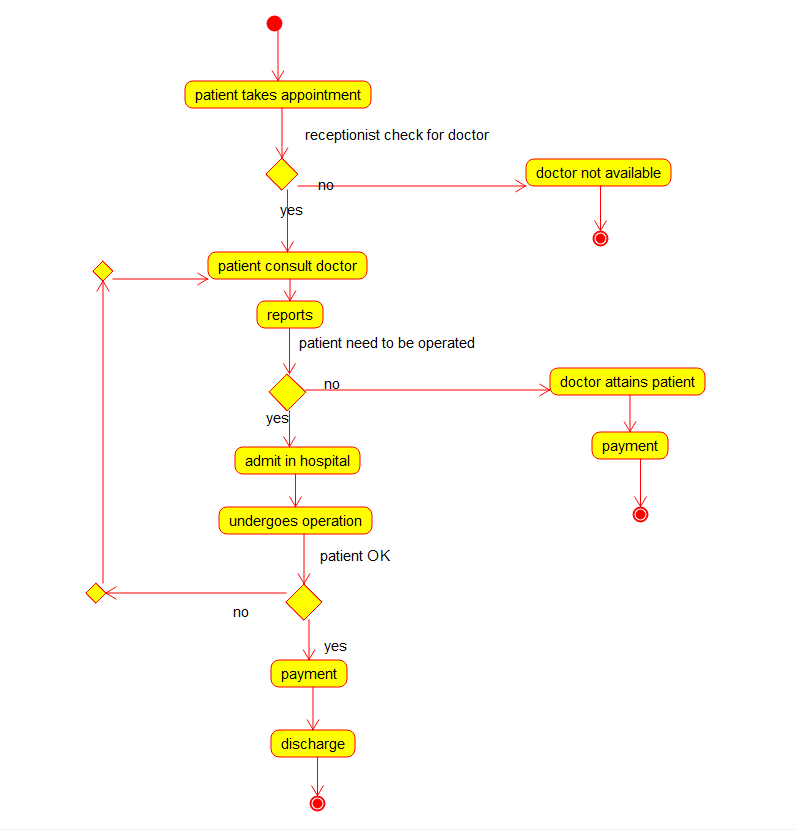 patient takes appointment
receptionist check for doctor
no
doctor not available
yes
patient consult doctor
reports
patient need to be operated
no
doctor attains patient
yes
payment
admit in hospital
undergoes operation
patient OK
no
yes
payment
discharge